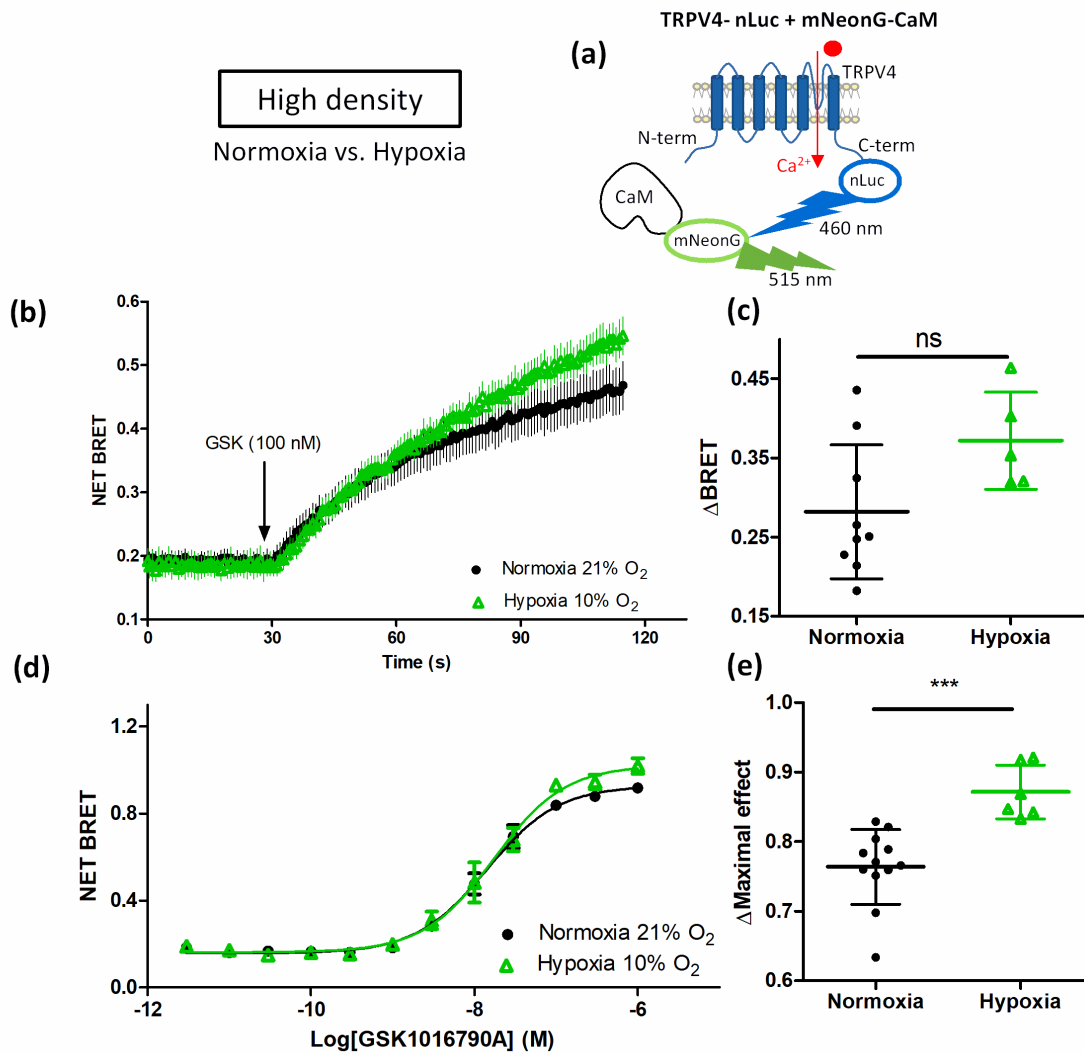 TRPV4- nLuc + mNeonG-CaM
(a)
High density
Normoxia vs. Hypoxia
TRPV4
N-term
C-term
Ca2+
nLuc
CaM
mNeonG
460 nm
515 nm
(b)
0.6
0.5
0.4
0.3
0.2
0.1
NET BRET
GSK (100 nM)
Normoxia 21% O2
Hypoxia 10% O2
0
30
60
90
120
Time (s)
(c)
ns
0.45
0.35
0.25
0.15
ΔBRET
Normoxia
Hypoxia
(d)
1.2
0.8
0.4
0.0
NET BRET
Normoxia 21% O2
Hypoxia 10% O2
-12
-10
-8
-6
Log[GSK1016790A] (M)
(e)
***
1.0
0.9
0.8
0.7
0.6
ΔMaximal effect
Normoxia
Hypoxia